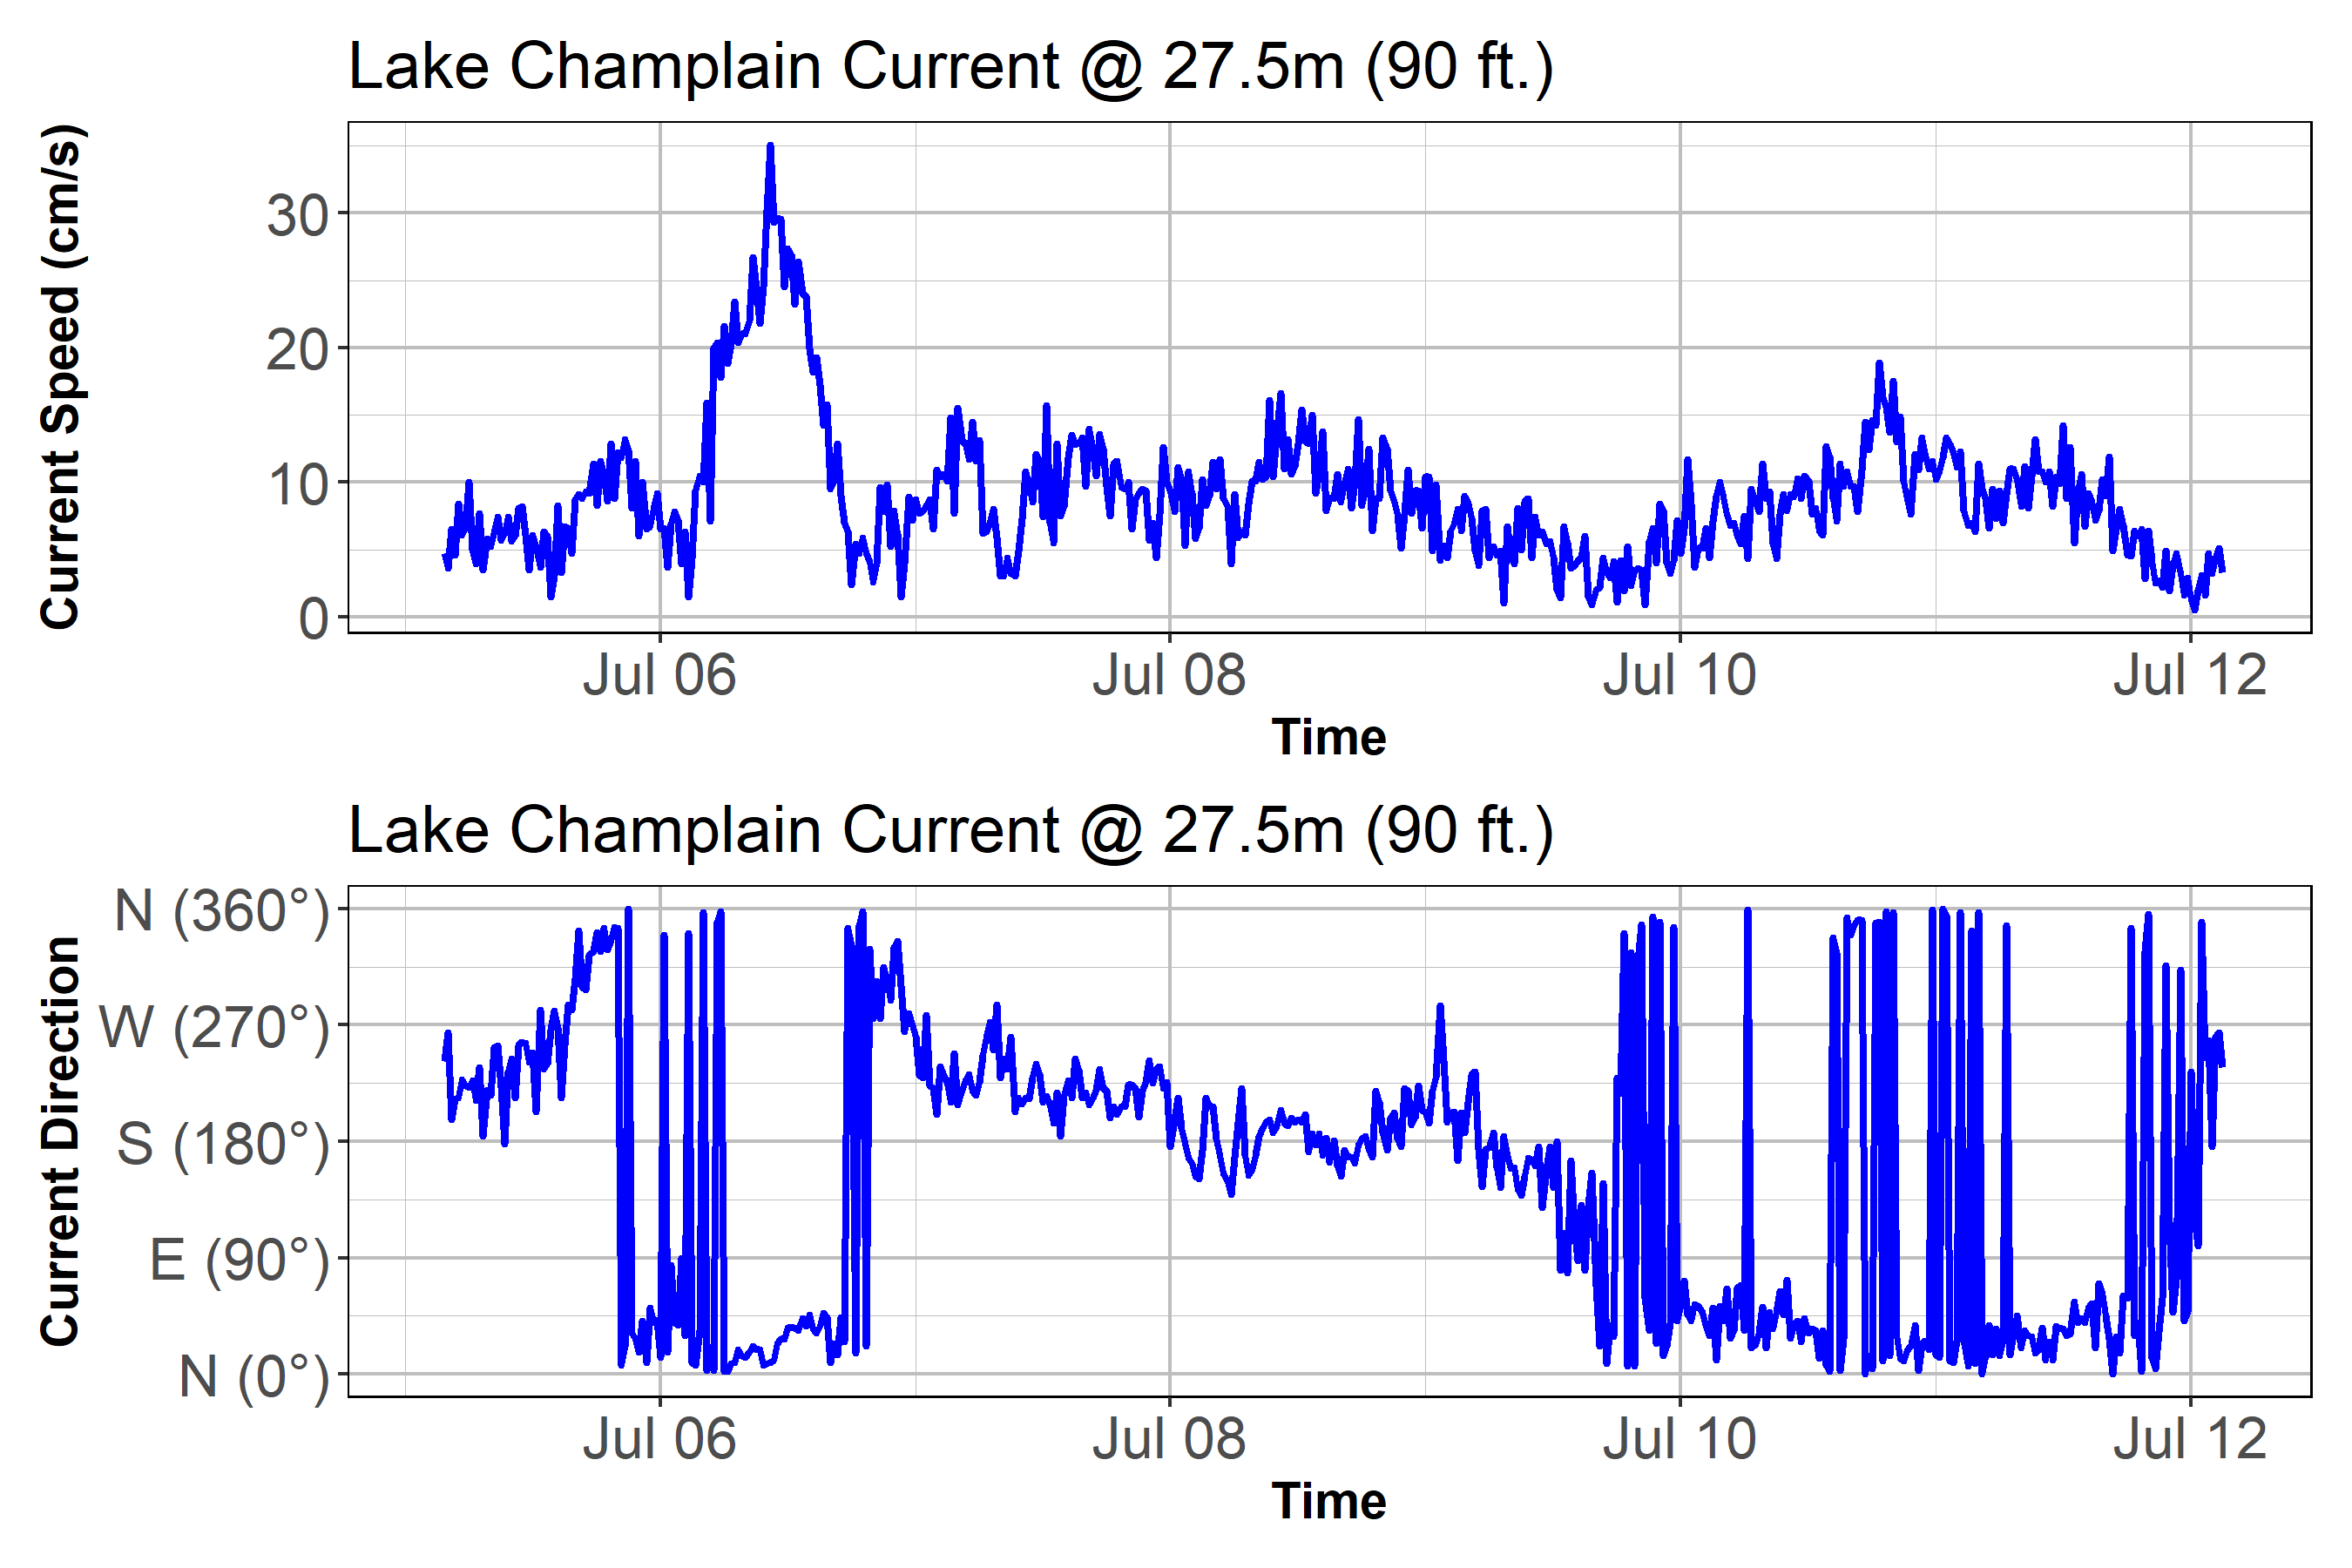 Lake Champlain Current @ 27.5m (90 ft.)
Current Speed (cm/s)
30
20
10
0
Jul 06 Jul 08 Jul 10 Jul 12
Time
Lake Champlain Current @ 27.5m (90 ft.)
Current Direction
N (360°)
W (270°)
S (180°)
E (90°)
N (0°)
Jul 06 Jul 08 Jul 10 Jul 12
Time